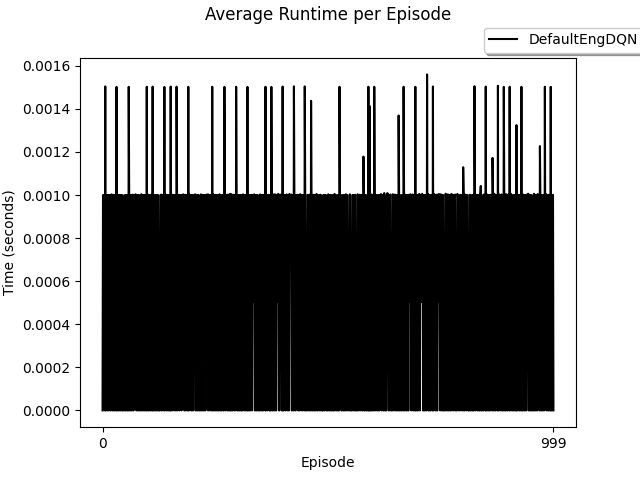 Average Runtime per Episode
DefaultEngDQN
0.0016
0.0014
0.0012
0.0010
0.0008
0.0006
0.0004
0.0002
0.0000
Time (seconds)
0 999
Episode